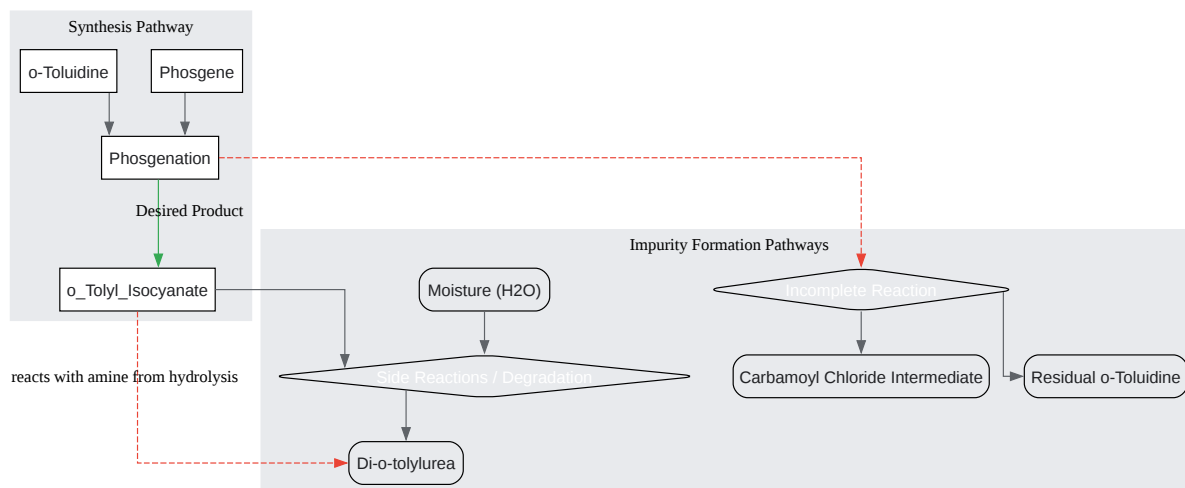 Synthesis Pathway
o-Toluidine
Phosgene
Phosgenation
Desired Product
Impurity Formation Pathways
o_Tolyl_Isocyanate
Moisture (H2O)
Incomplete Reaction
reacts with amine from hydrolysis
Side Reactions / Degradation
Carbamoyl Chloride Intermediate
Residual o-Toluidine
Di-o-tolylurea